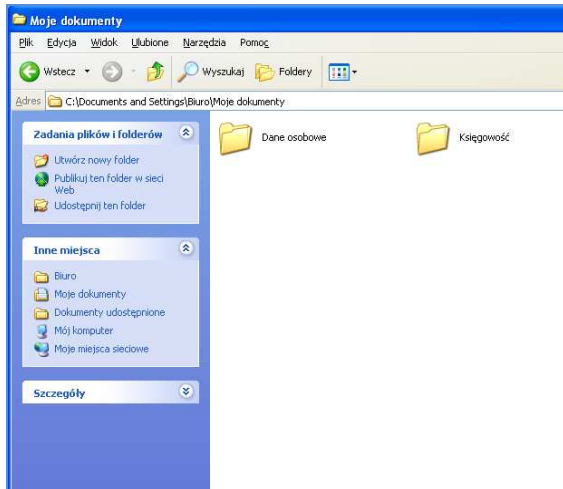 Moje dokumenty
Plik Edycja Widok Ulubione Narzędzia Pomoc
Wstecz Wyszukaj Foldery
Adres C:\Documents and Settings\Biuro\Moje dokumenty
Zadania plików i folderów
Utwórz nowy folder
Publikuj ten folder w sieci
Web
Udostępnij ten folder
Inne miejsca
Biuro
Moje dokumenty
Dokumenty udostępnione
Mój komputer
Moje miejsca sieciowe
Szczegóły
Dane osobowe Księgowość